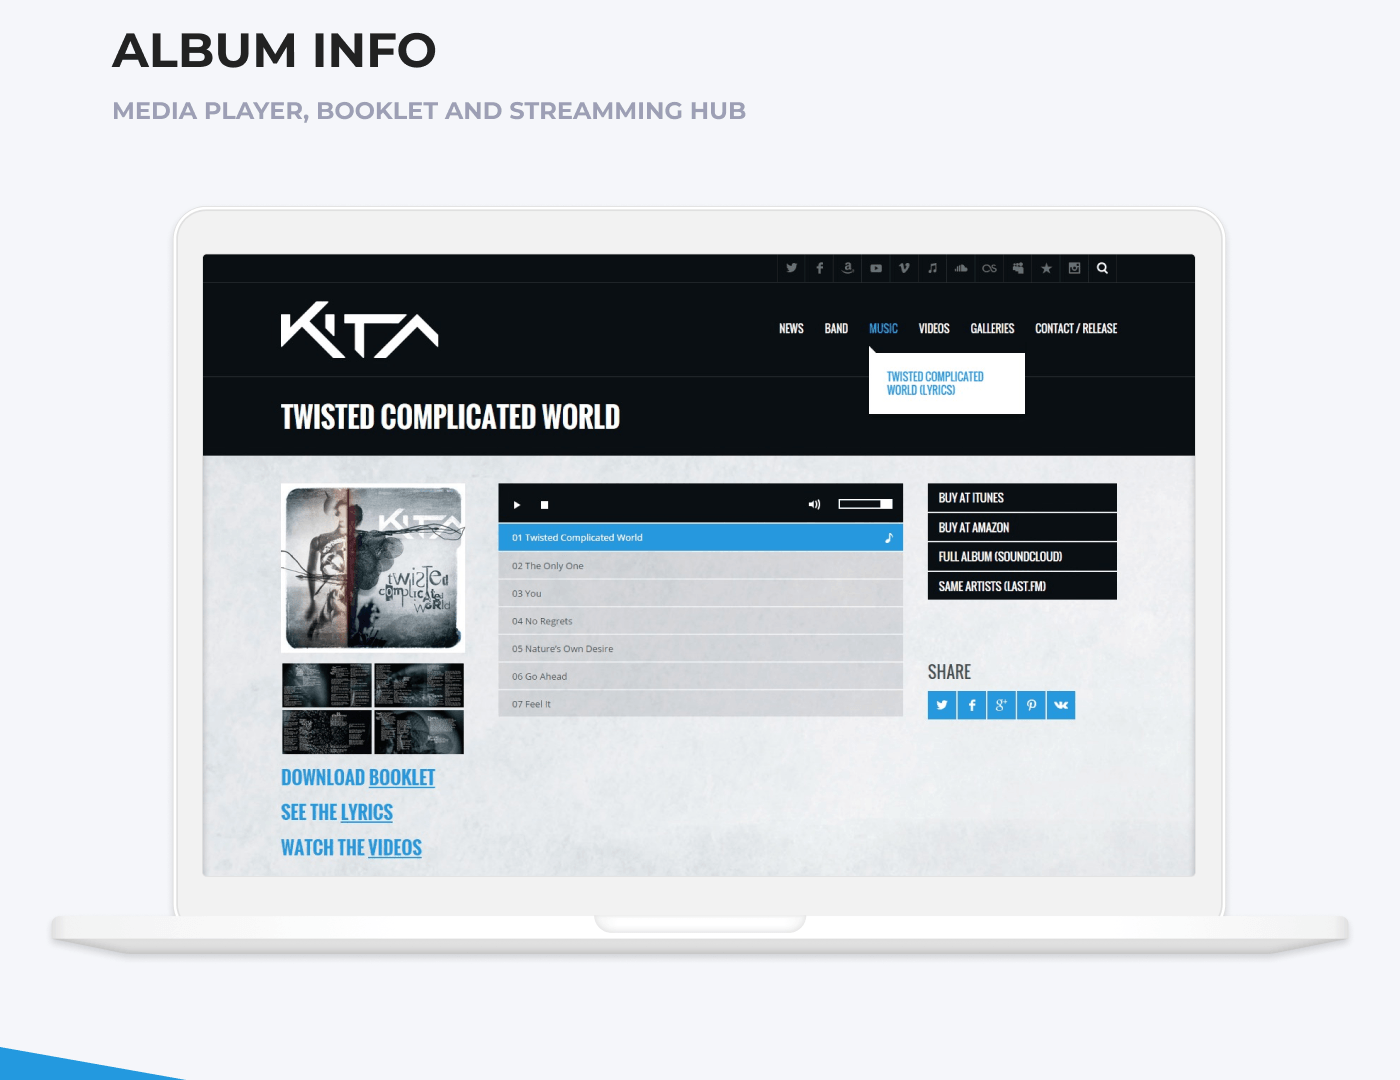 ALBUM INFO
MEDIA PLAYER, BOOKLET AND STREAMMING HUB
KITA
NEWS BAND MUSIC VIDEOS GALLERIES CONTACT / RELEASE
TWISTED COMPLICATED
WORLD (LYRICS)
TWISTED COMPLICATED WORLD
KITA
twisted
complicated
world
DOWNLOAD BOOKLET
SEE THE LYRICS
WATCH THE VIDEOS
01 Twisted Complicated World
02 The Only One
03 You
04 No Regrets
05 Nature's Own Desire
06 Go Ahead
07 Feel It
BUY AT ITUNES
BUY AT AMAZON
FULL ALBUM (SOUNDCLOUD)
SAME ARTISTS (LAST.FM)
SHARE